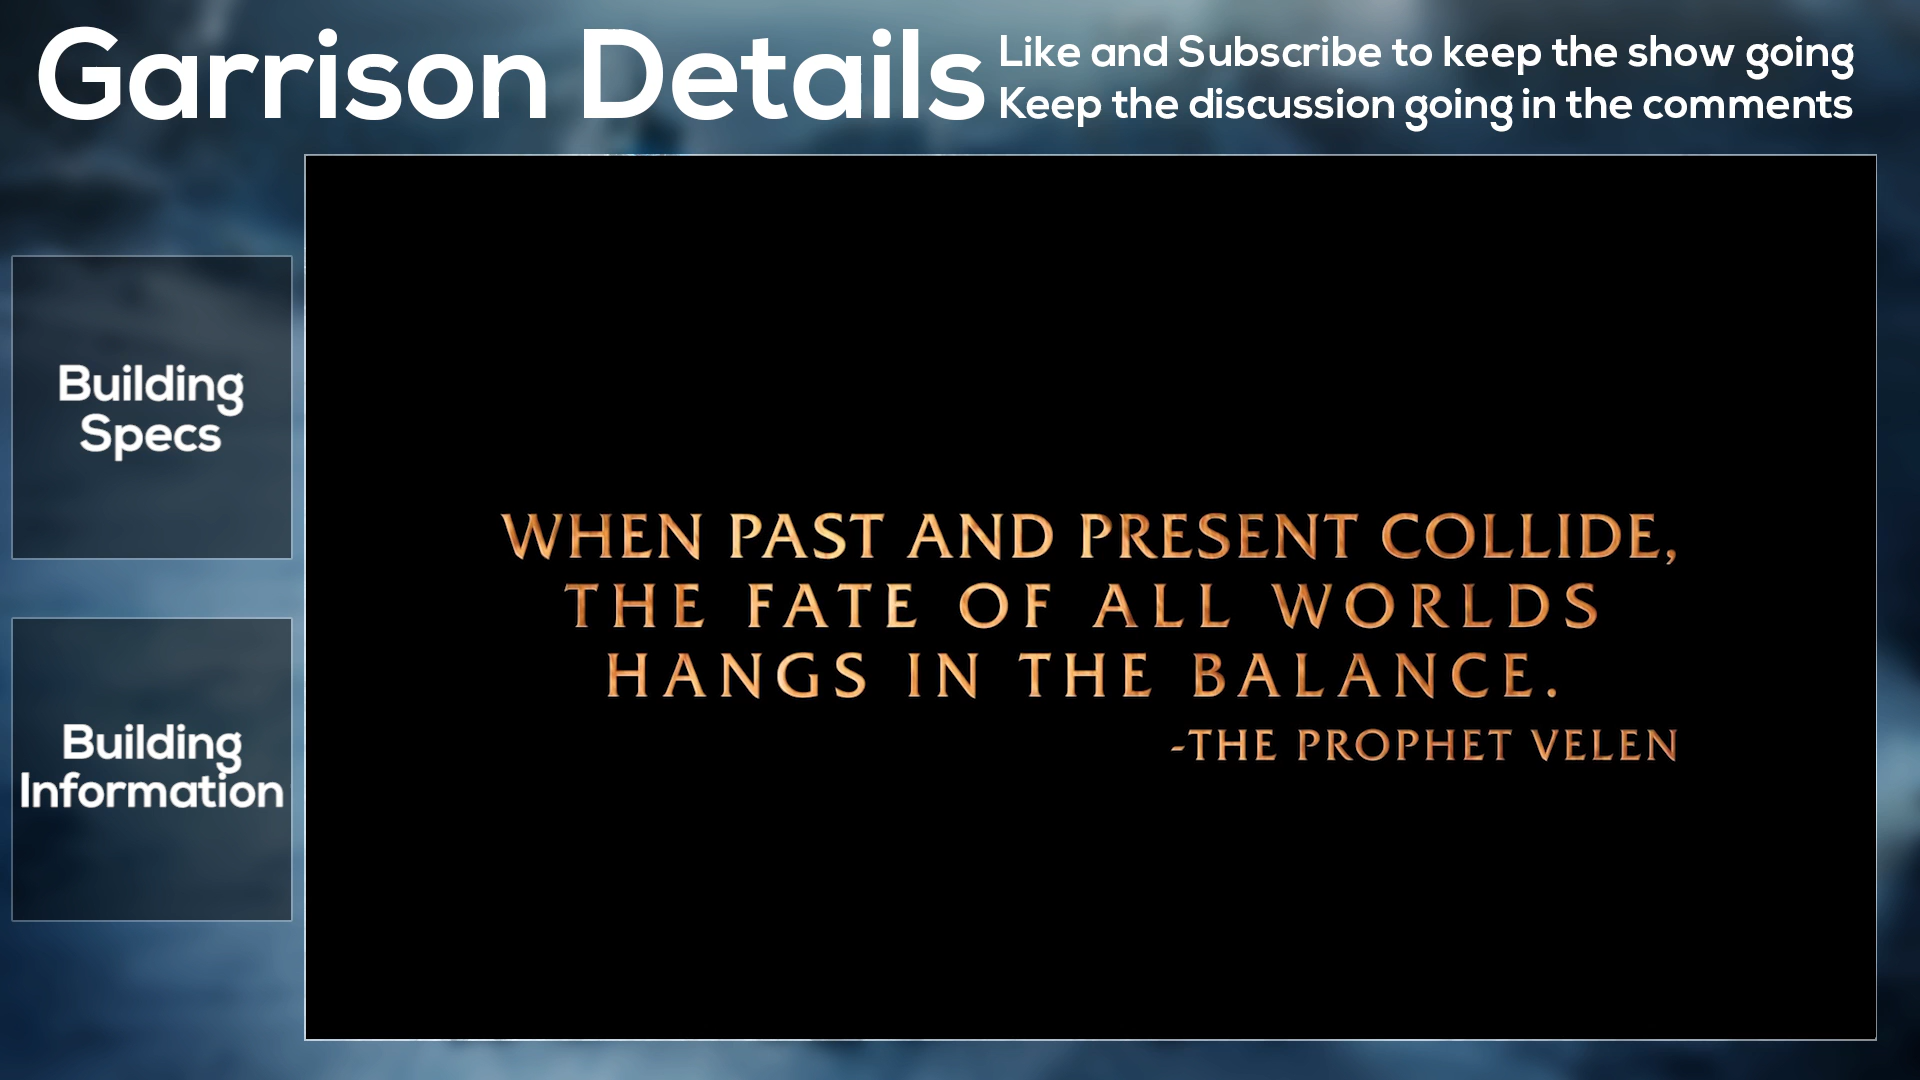 Garrison Details
Like and Subscribe to keep the show going
Keep the discussion going in the comments
Building
Specs
Building
Information
WHEN PAST AND PRESENT COLLIDE,
THE FATE OF ALL WORLDS
HANGS IN THE BALANCE.
-THE PROPHET VELEN